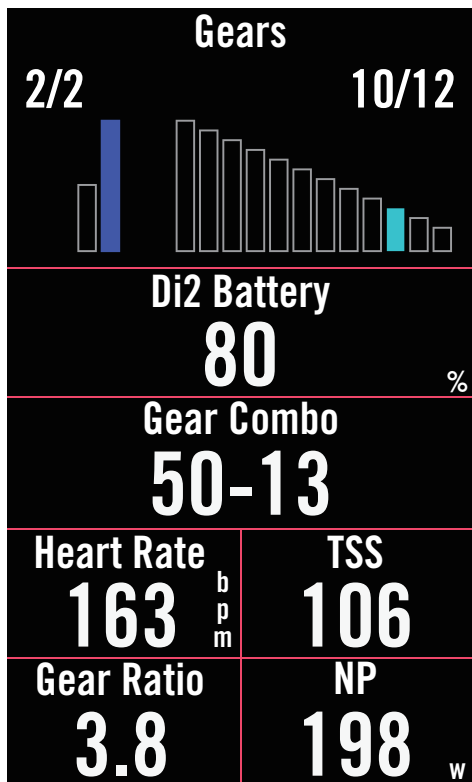 Gears
2/2 10/12
Di2 Battery
80 %
Gear Combo
50-13
Heart Rate
163 bpm
TSS
106
Gear Ratio
3.8
NP
198 w